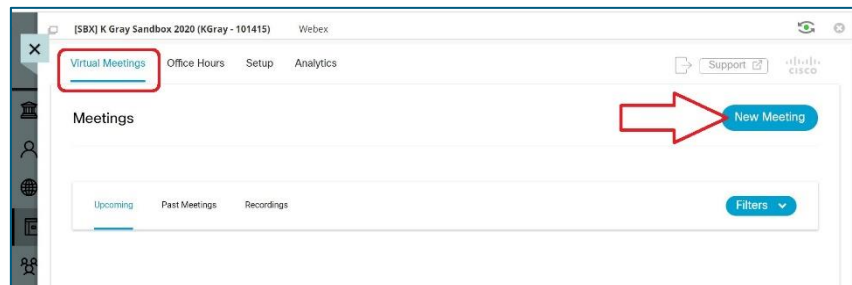 [SBX] K Gray Sandbox 2020 (KGray - 101415) Webex
Virtual Meetings Office Hours Setup Analytics Support CISCO
Meetings New Meeting
Upcoming Past Meetings Recordings Filters